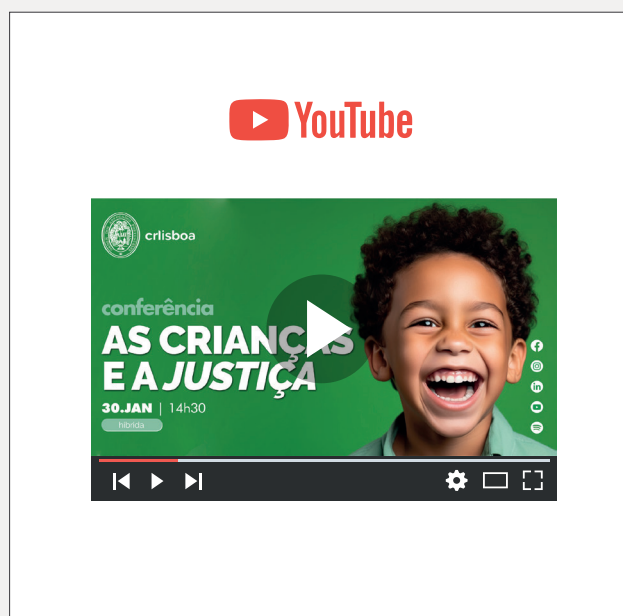 YouTube
crlisboa
conferência
AS CRIANÇAS
E A JUSTIÇA
30.JAN | 14h30
híbrida